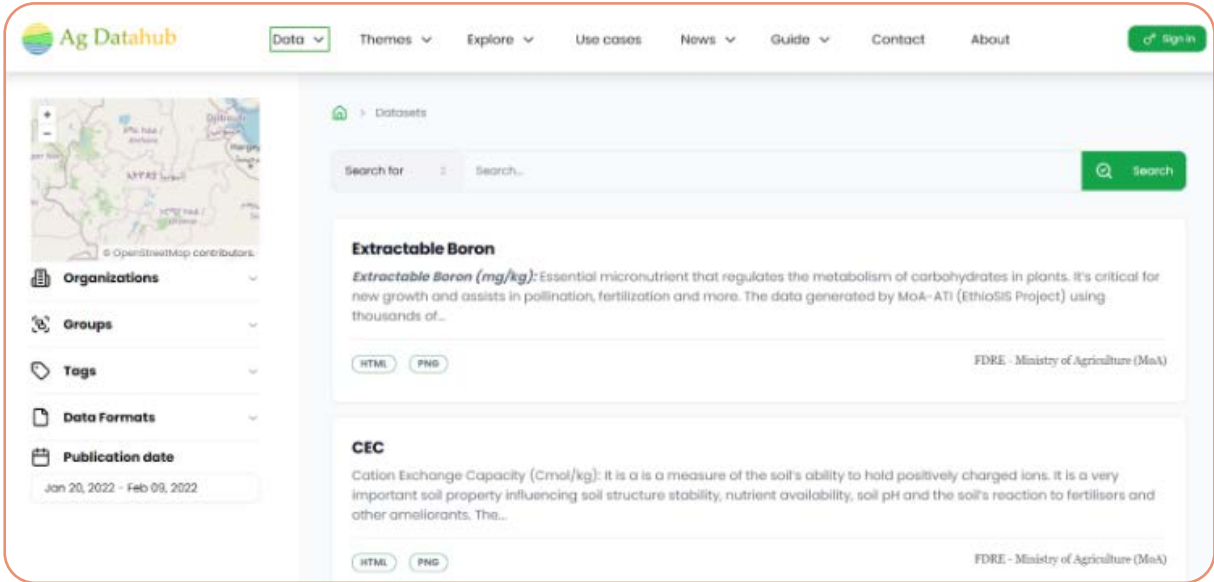 Ag Datahub
Data
Themes
Explore
Use cases
News
Guide
Contact
About
Sign in
+
−
© OpenStreetMap contributors.
Organizations
Groups
Tags
Data Formats
Publication date
Jan 20, 2022 - Feb 09, 2022
> Datasets
Search for
Search...
Search
Extractable Boron
Extractable Boron (mg/kg): Essential micronutrient that regulates the metabolism of carbohydrates in plants. It's critical for
new growth and assists in pollination, fertilization and more. The data generated by MoA-ATI (EthioSIS Project) using
thousands of...
HTML PNG
FDRE - Ministry of Agriculture (MoA)
CEC
Cation Exchange Capacity (Cmol/kg): It is a is a measure of the soil's ability to hold positively charged ions. It is a very
important soil property influencing soil structure stability, nutrient availability, soil pH and the soil's reaction to fertilisers and
other ameliorants. The...
HTML PNG
FDRE - Ministry of Agriculture (MoA)